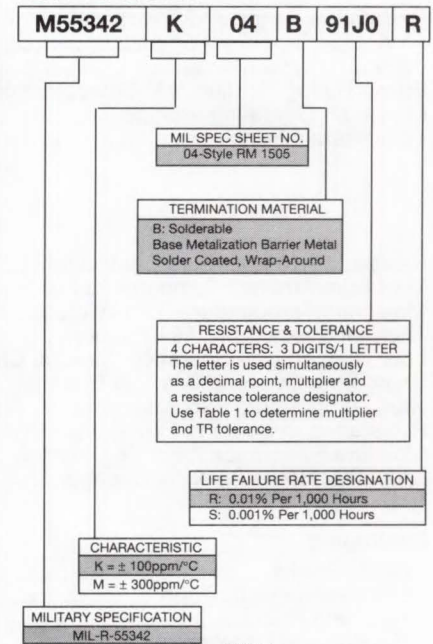 M55342 K 04 B 91J0 R
MIL SPEC SHEET NO.
04-Style RM 1505
TERMINATION MATERIAL
B: Solderable
Base Metalization Barrier Metal
Solder Coated, Wrap-Around
RESISTANCE & TOLERANCE
4 CHARACTERS: 3 DIGITS/1 LETTER
The letter is used simultaneously
as a decimal point, multiplier and
a resistance tolerance designator.
Use Table 1 to determine multiplier
and TR tolerance.
LIFE FAILURE RATE DESIGNATION
R: 0.01% Per 1,000 Hours
S: 0.001% Per 1,000 Hours
CHARACTERISTIC
K = ± 100ppm/°C
M = ± 300ppm/°C
MILITARY SPECIFICATION
MIL-R-55342